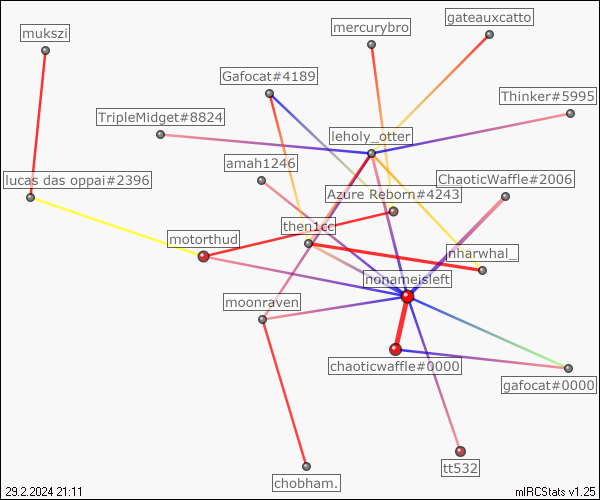 gateauxcatto
mercurybro
mukszi
Gafocat#4189
Thinker#5995
TripleMidget#8824
leholy_otter
amah1246
ChaoticWaffle#2006
lucas das oppai#2396
Azure Reborn#4243
then1cc
motorthud
nharwhal_
nonameisleft
moonraven
chaoticwaffle#0000
gafocat#0000
tt532
chobham.
29.2.2024 21:11
mIRCStats v1.25